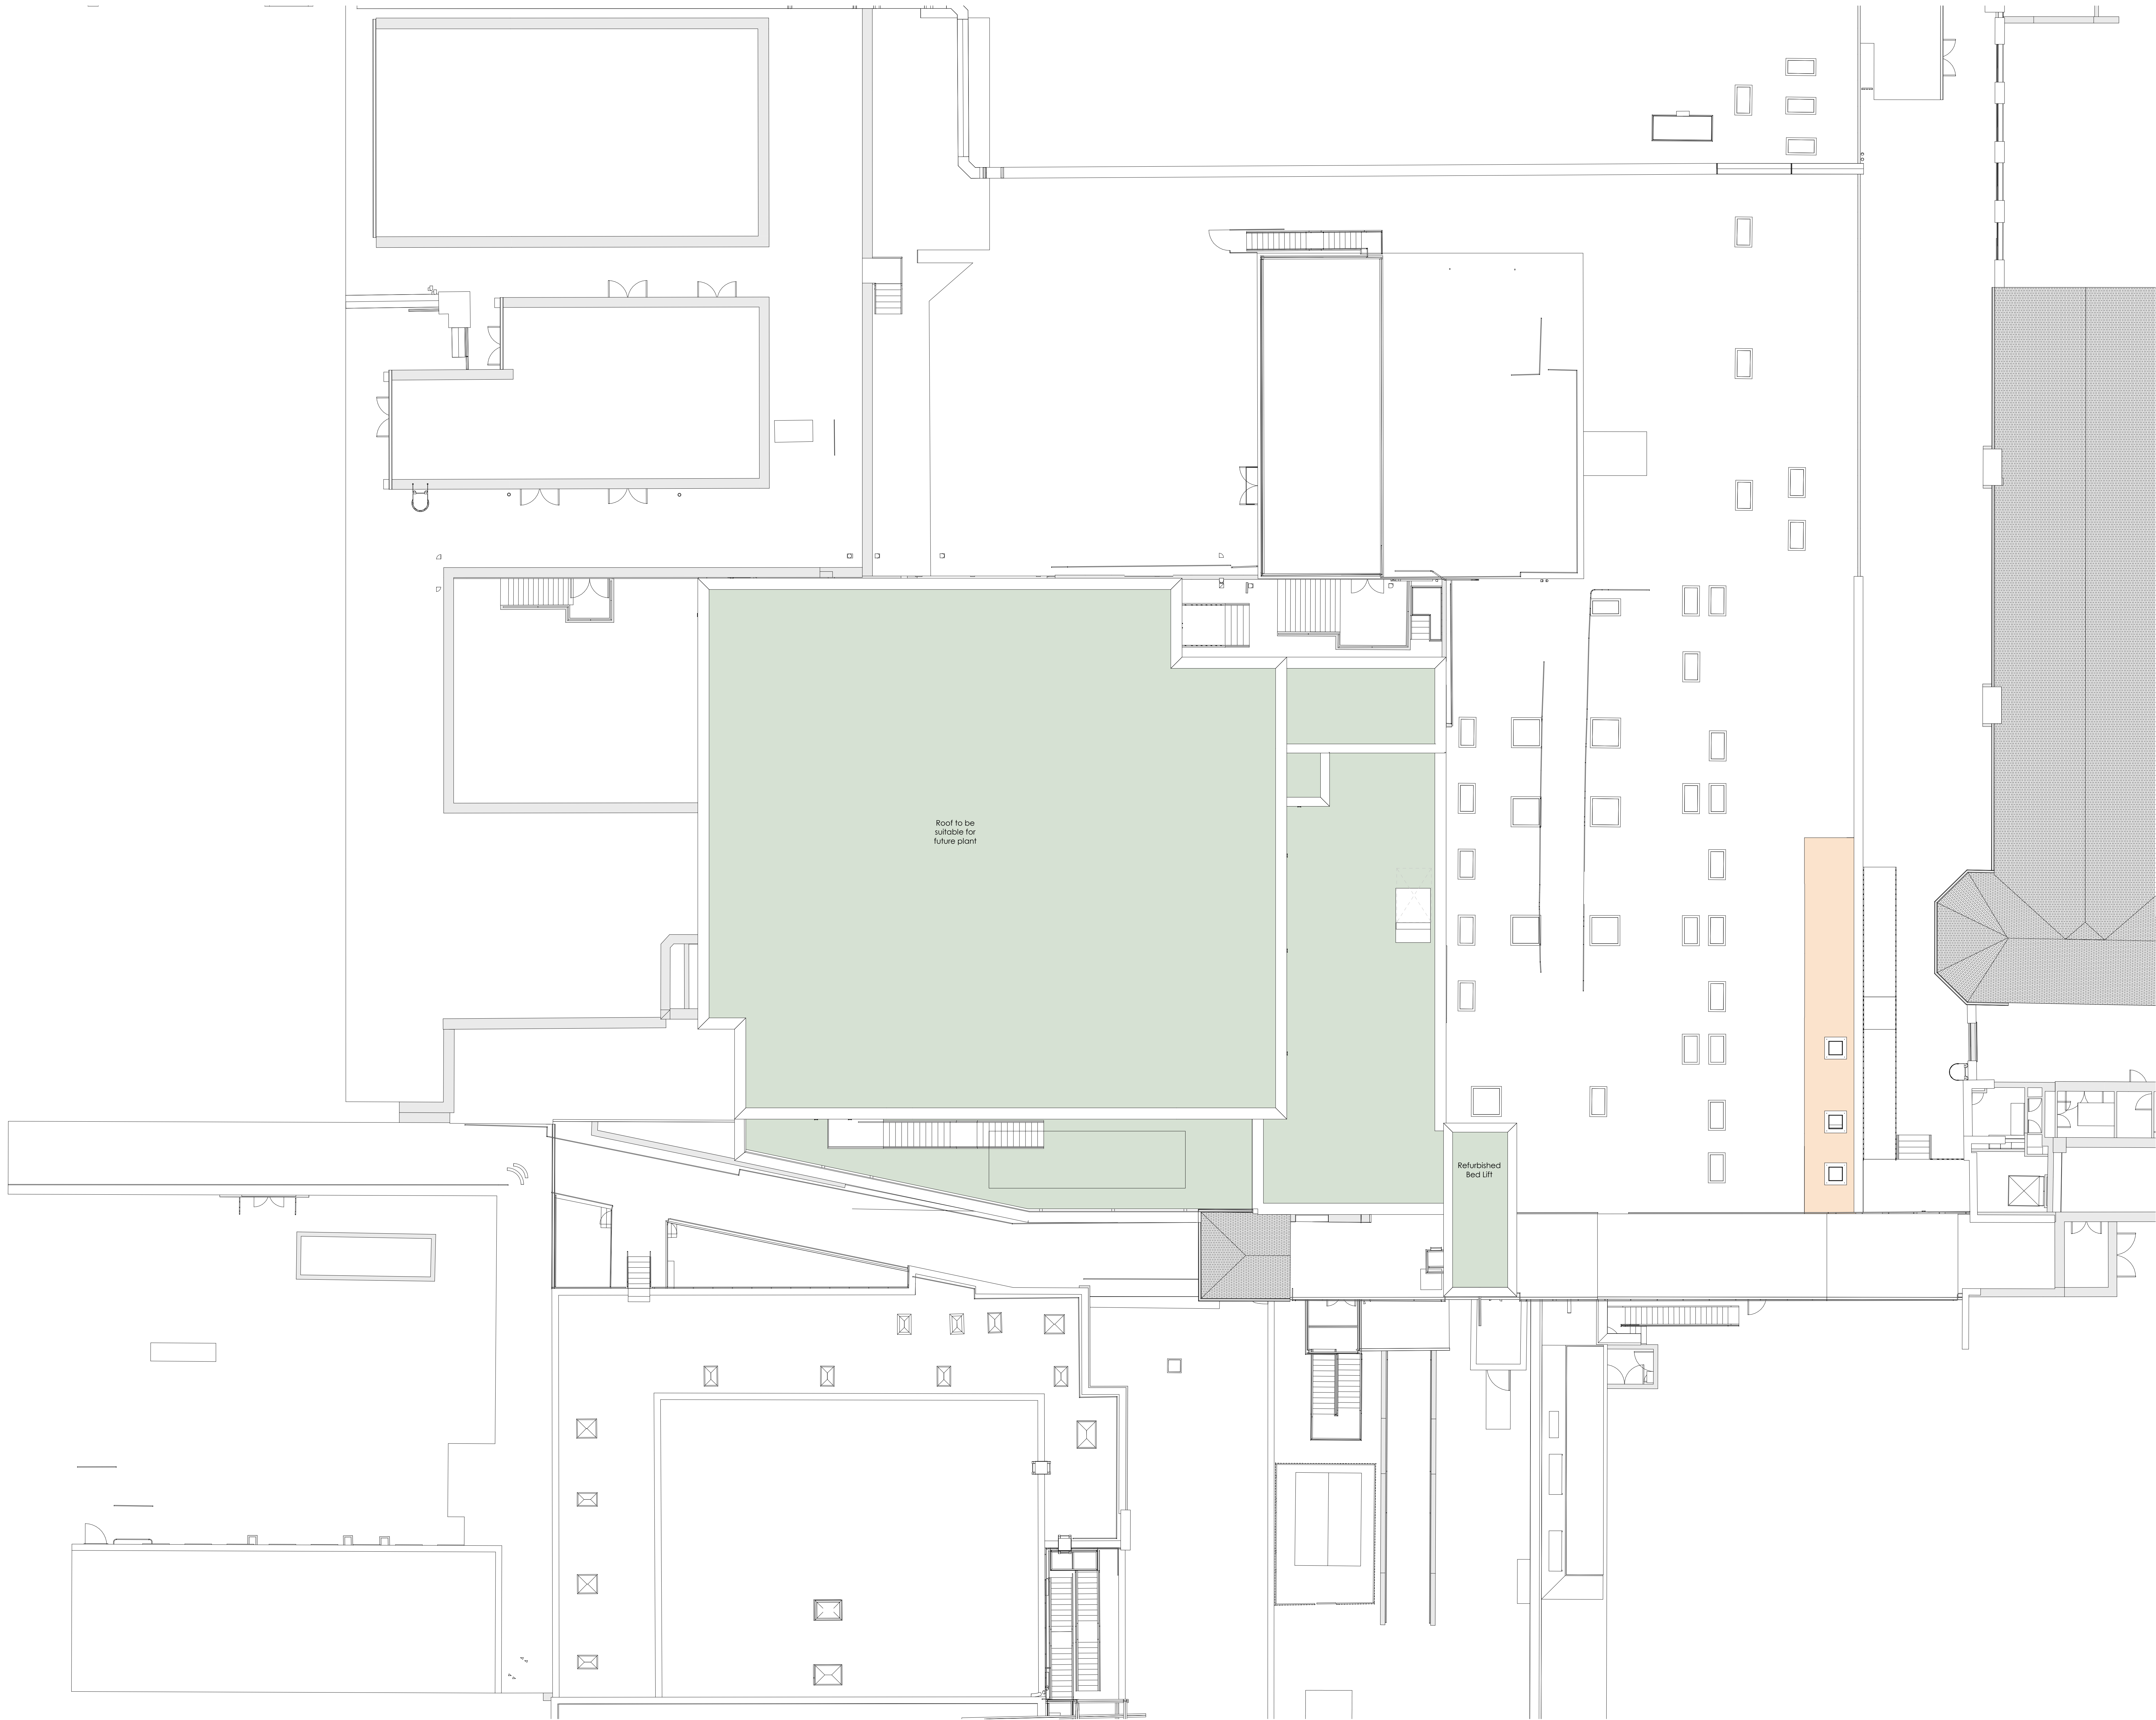 Roof to be
suitable for
future plant
Refurbished
Bed Lift